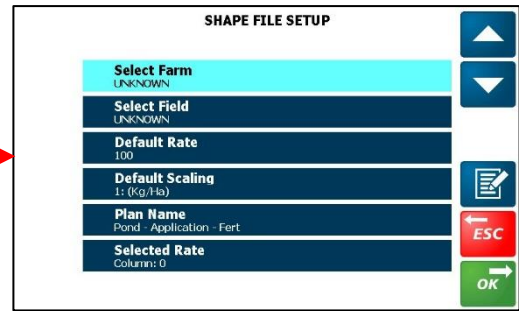 SHAPE FILE SETUP
Select Farm
UNKNOWN
Select Field
UNKNOWN
Default Rate
100
Default Scaling
1: (Kg/Ha)
Plan Name
Pond - Application - Fert
Selected Rate
Column: 0
ESC
OK